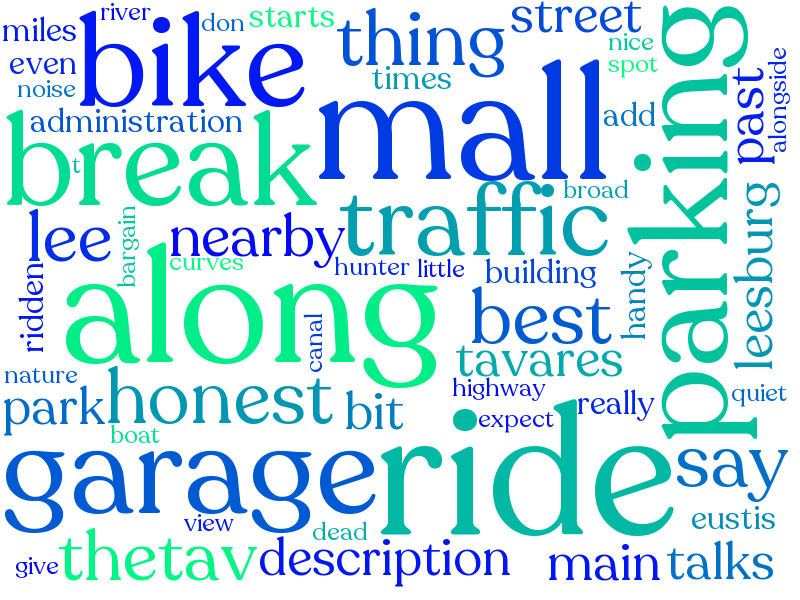 river
miles
don
starts
street
bike
thing
nice
even
spot
parking
noise
times
past
alongside
administration
mall
add
break
t
traffic
broad
lee
bargain
nearby
leesburg
curves
hunter
little
building
handy
ridden
along
canal
best
tavares
nature
park
honest
bit
highway
expect
really
quiet
boat
garage
ride
say
view
dead
eustis
give
thetav
description
main
talks